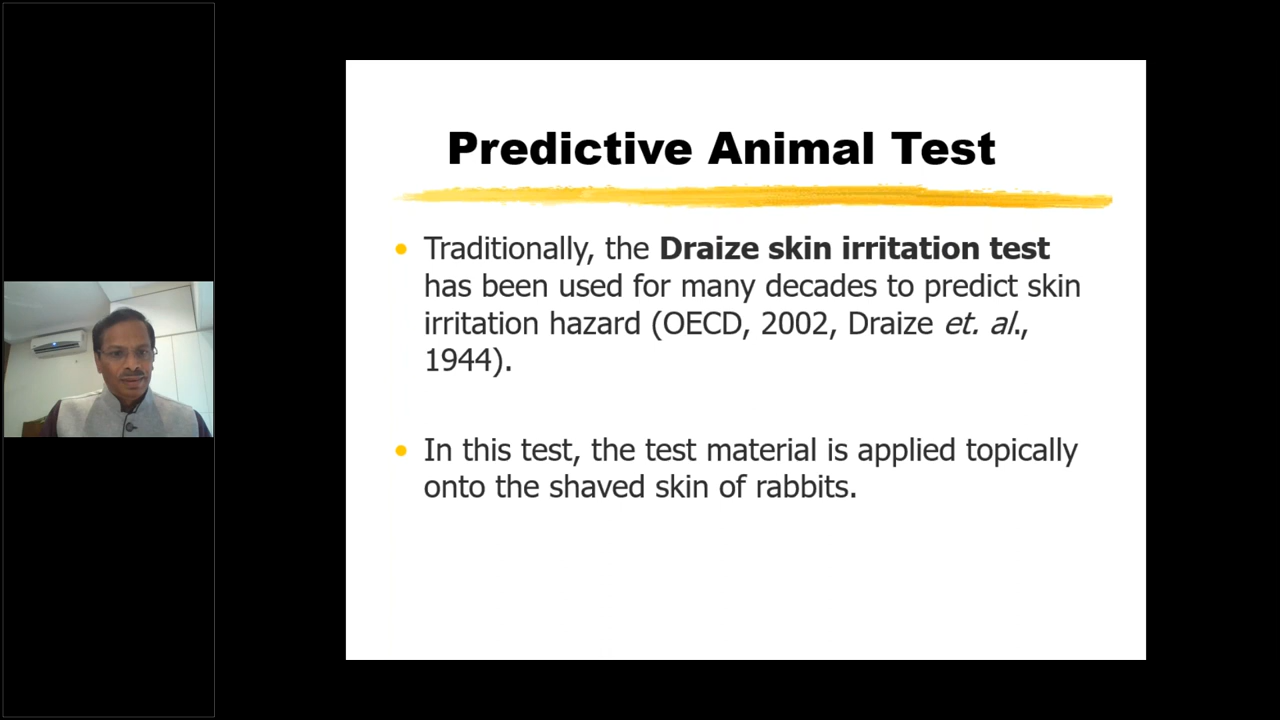 Predictive Animal Test
• Traditionally, the Draize skin irritation test
has been used for many decades to predict skin
irritation hazard (OECD, 2002, Draize et. al.,
1944).
• In this test, the test material is applied topically
onto the shaved skin of rabbits.